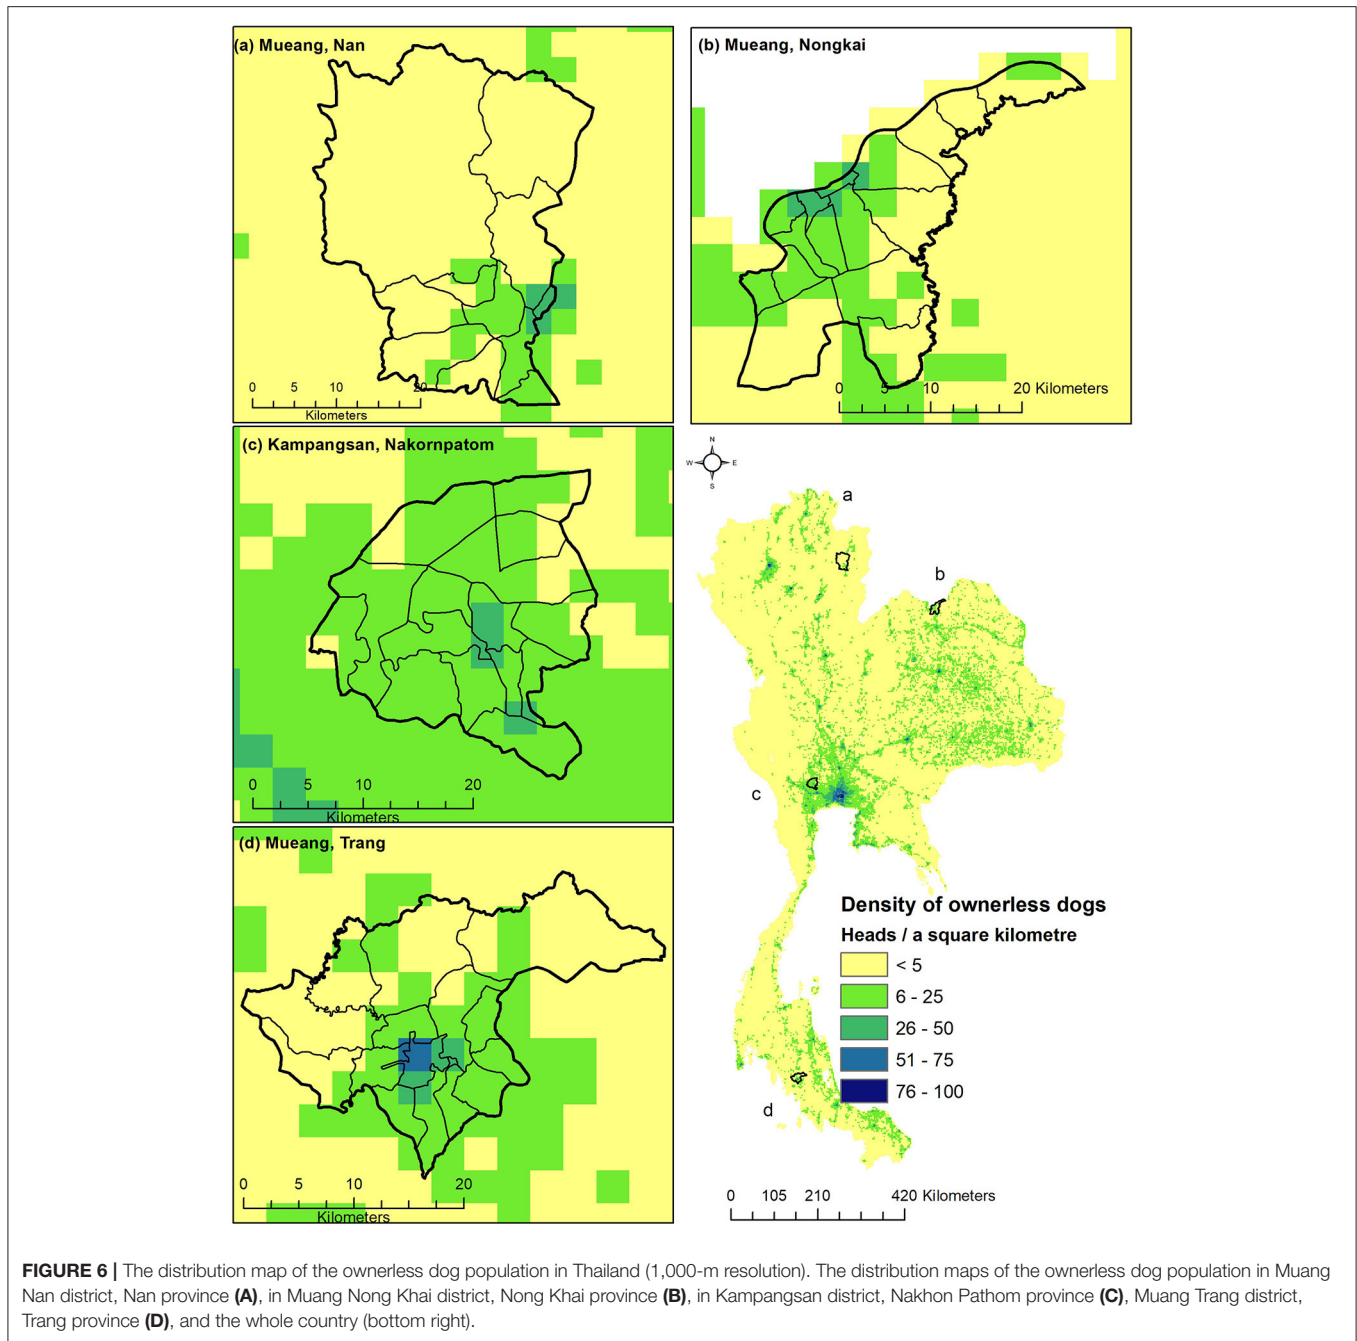 (a) Mueang, Nan
0 5 10 20
Kilometers
(b) Mueang, Nongkai
0 5 10 20 Kilometers
(c) Kampangsan, Nakornpatom
0 5 10 20
Kilometers
(d) Mueang, Trang
0 5 10 20
Kilometers
N
W E
S
a
b
c
d
Density of ownerless dogs
Heads / a square kilometre
< 5
6 - 25
26 - 50
51 - 75
76 - 100
0 105 210 420 Kilometers
FIGURE 6 | The distribution map of the ownerless dog population in Thailand (1,000-m resolution). The distribution maps of the ownerless dog population in Muang
Nan district, Nan province (A), in Muang Nong Khai district, Nong Khai province (B), in Kampangsan district, Nakhon Pathom province (C), Muang Trang district,
Trang province (D), and the whole country (bottom right).